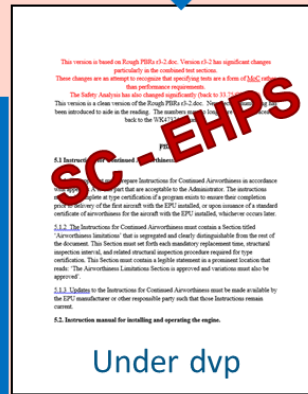 This version is based on Rough PBRs r3-2.doc. Version r3-2 has significant changes
particularly in the combined test sections.
These changes are an attempt to recognize that specifying tests are a form of MoC rather
than performance requirements.
The Safety Analysis has also changed significantly (back to 33.75
This version is a clean version of the Rough PBRs r3-2.doc. has
been introduced to aide in the reading. The numbers
back to the
SC - EHPS
5.1 Continued Airworthiness
prepare Instructions for Continued Airworthiness in accordance
part that are acceptable to the Administrator. The instructions
at type certification if a program exists to ensure their completion
prior to delivery of the first aircraft with the EPU installed, or upon issuance of a standard
certificate of airworthiness for the aircraft with the EPU installed, whichever occurs later.
5.1.2 The Instructions for Continued Airworthiness must contain a Section titled
'Airworthiness limitations' that is segregated and clearly distinguishable from the rest of
the document. This Section must set forth each mandatory replacement time, structural
inspection interval, and related structural inspection procedure required for type
certification. This Section must contain a legible statement in a prominent location that
reads: 'The Airworthiness Limitations Section is approved and variations must also be
approved'.
5.1.3 Updates to the Instructions for Continued Airworthiness must be made available by
the EPU manufacturer or other responsible party such that those Instructions remain
current.
5.2. Instruction manual for installing and operating the engine.
Under dvp